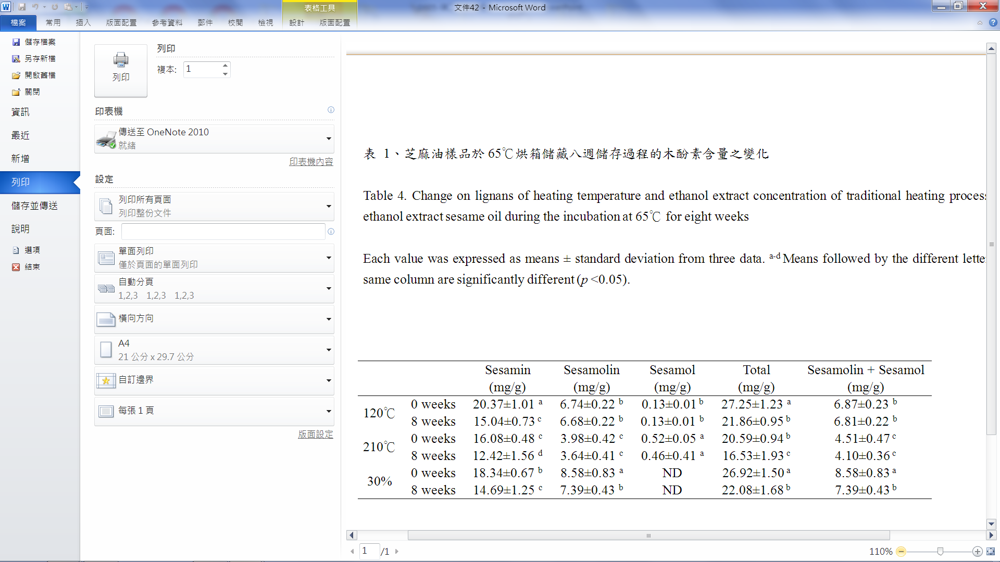 文件42 - Microsoft Word
表格工具
檔案 常用 插入 版面配置 參考資料 郵件 校閱 檢視 設計 版面配置
儲存檔案
另存新檔
開啟舊檔
關閉
資訊
最近
新增
列印
儲存並傳送
說明
選項
結束
列印
列印
複本: 1
印表機
傳送至 OneNote 2010
就緒
印表機內容
設定
列印所有頁面
列印整份文件
頁面:
單面列印
僅於頁面的單面列印
自動分頁
1,2,3 1,2,3 1,2,3
橫向方向
A4
21 公分 x 29.7 公分
自訂邊界
每張 1 頁
版面設定
表 1、芝麻油樣品於 65℃烘箱儲藏八週儲存過程的木酚素含量之變化
Table 4. Change on lignans of heating temperature and ethanol extract concentration of traditional heating process
ethanol extract sesame oil during the incubation at 65℃ for eight weeks
Each value was expressed as means ± standard deviation from three data. a-d Means followed by the different lette
same column are significantly different (p <0.05).
Sesamin Sesamolin Sesamol Total Sesamolin + Sesamol
(mg/g) (mg/g) (mg/g) (mg/g) (mg/g)
120℃
0 weeks 20.37±1.01 a 6.74±0.22 b 0.13±0.01 b 27.25±1.23 a 6.87±0.23 b
8 weeks 15.04±0.73 c 6.68±0.22 b 0.13±0.01 b 21.86±0.95 b 6.81±0.22 b
210℃
0 weeks 16.08±0.48 c 3.98±0.42 c 0.52±0.05 a 20.59±0.94 b 4.51±0.47 c
8 weeks 12.42±1.56 d 3.64±0.41 c 0.46±0.41 a 16.53±1.93 c 4.10±0.36 c
30%
0 weeks 18.34±0.67 b 8.58±0.83 a ND 26.92±1.50 a 8.58±0.83 a
8 weeks 14.69±1.25 c 7.39±0.43 b ND 22.08±1.68 b 7.39±0.43 b
1 /1
110%